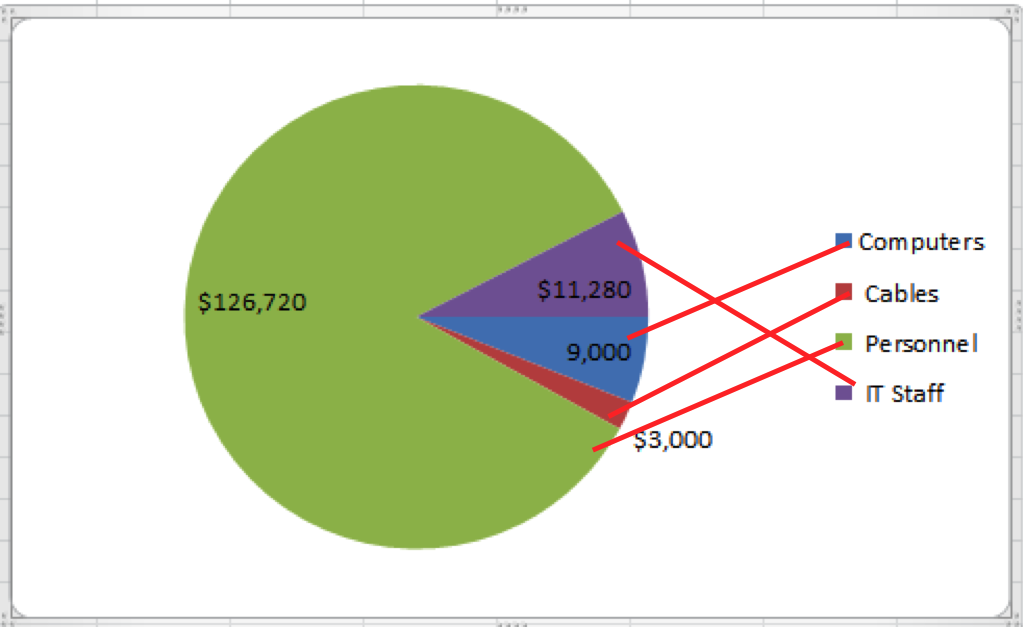 $126,720
$11,280
9,000
$3,000
Computers
Cables
Personnel
IT Staff